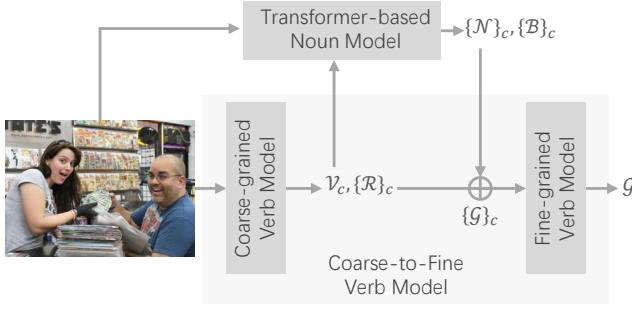 Transformer-based
Noun Model
{𝒩}c,{ℬ}c
Coarse-grained
Verb Model
𝒱c,{ℛ}c
{𝒢}c
Fine-grained
Verb Model
𝒢
Coarse-to-Fine
Verb Model